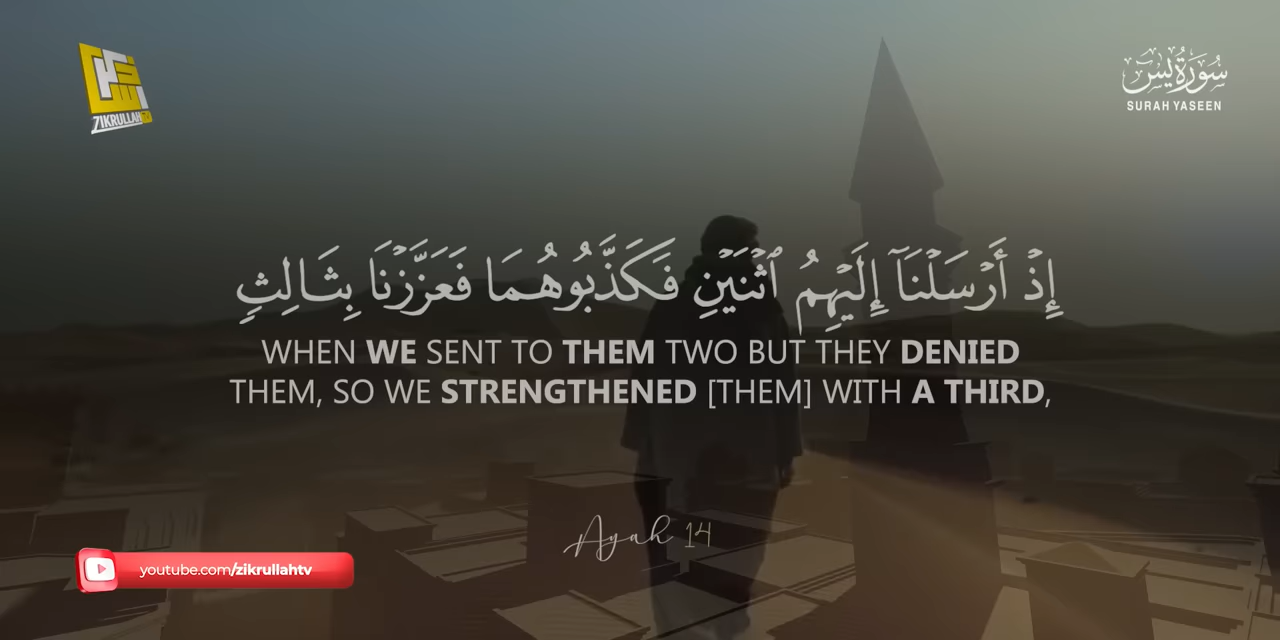 ZIKRULLAH TV
سُورَةُ يس
SURAH YASEEN
إِذْ أَرْسَلْنَآ إِلَيْهِمُ ٱثْنَيْنِ فَكَذَّبُوهُمَا فَعَزَّزْنَا بِثَالِثٍ
WHEN WE SENT TO THEM TWO BUT THEY DENIED
THEM, SO WE STRENGTHENED [THEM] WITH A THIRD,
Ayah 14
youtube.com/zikrullahtv